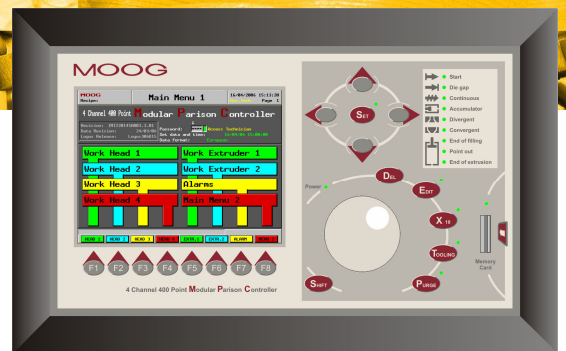 MOOG
MOOG
Recipe:
Main Menu 1
16/04/2006 15:13:30
Page 1
4 Channel 400 Point Modular Parison Controller
Password:
Access Technician
Set data and time:
Data format:
Work Head 1
Work Extruder 1
Work Head 2
Work Extruder 2
Work Head 3
Alarms
Work Head 4
Main Menu 2
HEAD 1 HEAD 2 HEAD 3 HEAD 4 EXTR.1 EXTR.2 ALARM MENU 2
F1 F2 F3 F4 F5 F6 F7 F8
4 Channel 400 Point Modular Parison Controller
SET
Start
Die gap
Continuous
Accumulator
Divergent
Convergent
End of filling
Point out
End of extrusion
Power
DEL
EDIT
X 10
TOOLING
PURGE
SHIFT
Memory
Card